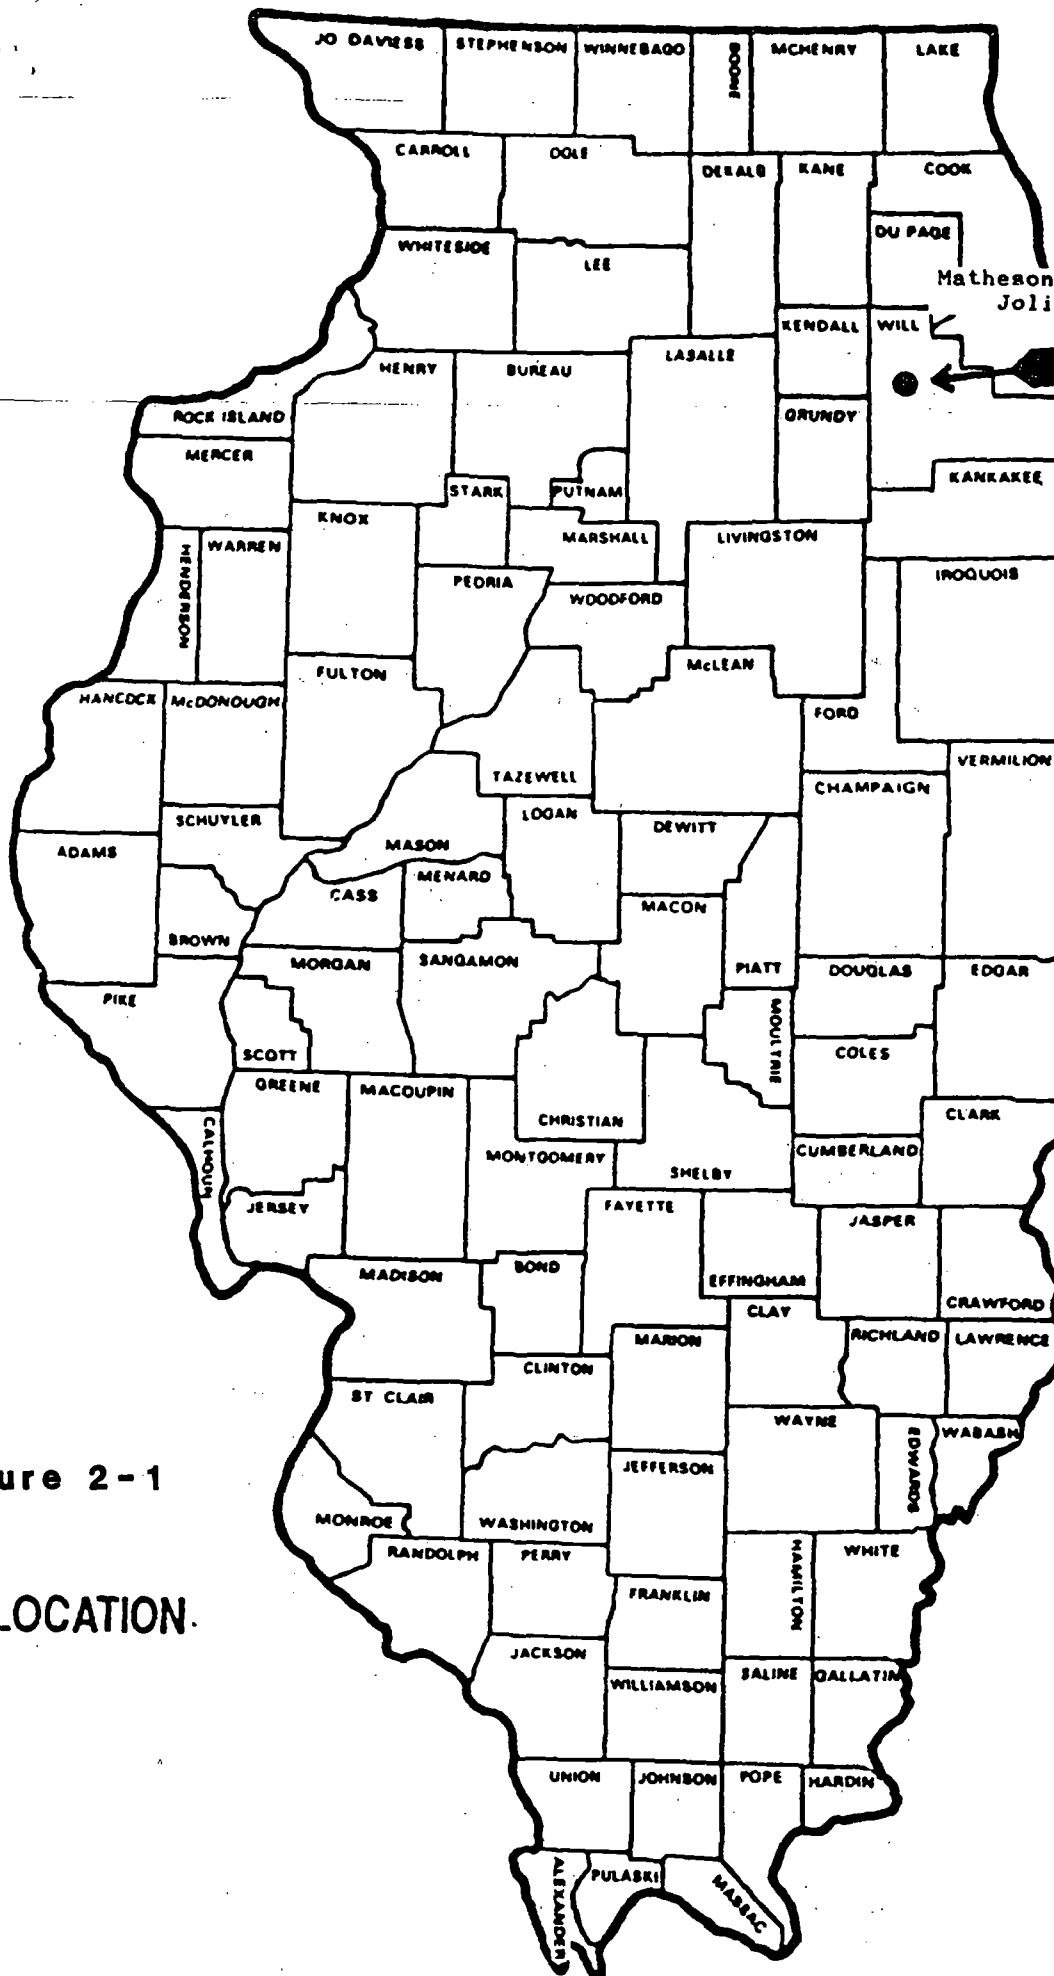 JO DAVIESS
STEPHENSON
WINNEBAGO
BOONE
MCHENRY
LAKE
CARROLL
OGLE
DEKALB
KANE
COOK
DU PAGE
WHITESIDE
LEE
Matheson
Joli
KENDALL
WILL
HENRY
BUREAU
LASALLE
ROCK ISLAND
GRUNDY
MERCER
KANKAKEE
STARK
PUTNAM
KNOX
MARSHALL
LIVINGSTON
HENDERSON
WARREN
PEORIA
WOODFORD
IROQUOIS
FULTON
McLEAN
HANCOCK
McDONOUGH
FORD
TAZEWELL
VERMILION
CHAMPAIGN
LOGAN
SCHUYLER
DEWITT
ADAMS
MASON
MENARD
CASS
MACON
BROWN
MORGAN
SANGAMON
PIATT
DOUGLAS
EDGAR
PIKE
MOULTRIE
SCOTT
COLES
GREENE
MACOUPIN
CHRISTIAN
CLARK
CALHOUN
MONTGOMERY
CUMBERLAND
SHELBY
JERSEY
FAYETTE
JASPER
MADISON
BOND
EFFINGHAM
CRAWFORD
CLAY
MARION
RICHLAND
LAWRENCE
CLINTON
ST CLAIR
WAYNE
EDWARDS
WABASH
JEFFERSON
ure 2-1
MONROE
WASHINGTON
RANDOLPH
PERRY
HAMILTON
WHITE
FRANKLIN
LOCATION
JACKSON
WILLIAMSON
SALINE
GALLATIN
UNION
JOHNSON
POPE
HARDIN
ALEXANDER
PULASKI
MASSAC